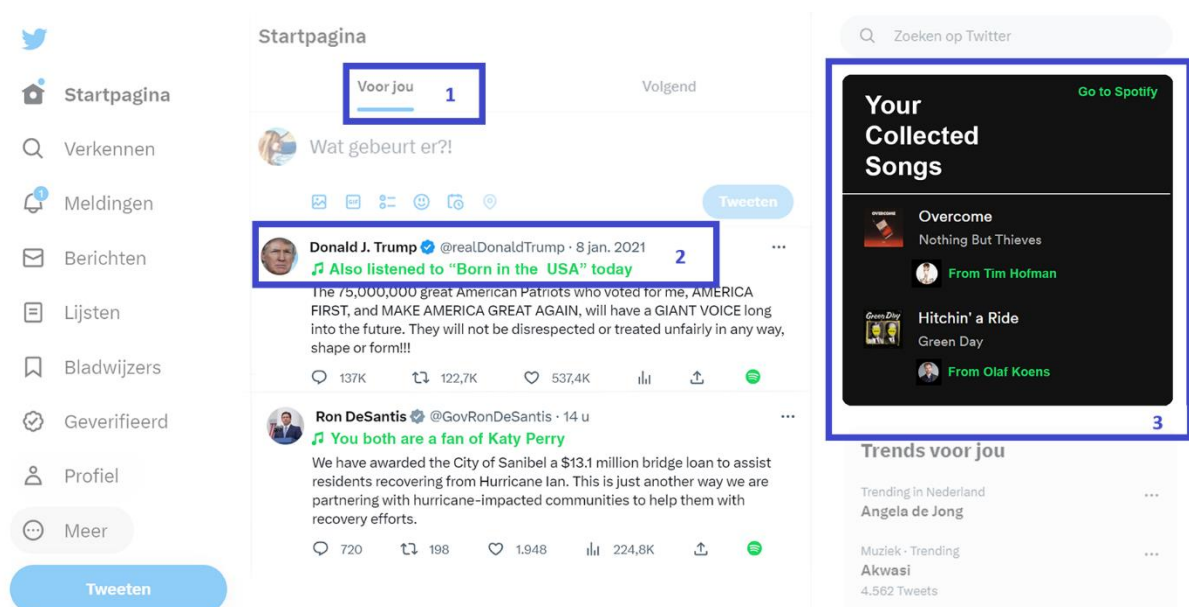 Startpagina
Verkennen
Meldingen
1
Berichten
Lijsten
Bladwijzers
Geverifieerd
Profiel
Meer
Tweeten
Startpagina
Voor jou
1
Volgend
Wat gebeurt er?!
GIF
Tweeten
Donald J. Trump @realDonaldTrump · 8 jan. 2021
Also listened to “Born in the USA” today
2
The 75,000,000 great American Patriots who voted for me, AMERICA
FIRST, and MAKE AMERICA GREAT AGAIN, will have a GIANT VOICE long
into the future. They will not be disrespected or treated unfairly in any way,
shape or form!!!
137K 122,7K 537,4K
Ron DeSantis @GovRonDeSantis · 14 u
You both are a fan of Katy Perry
We have awarded the City of Sanibel a $13.1 million bridge loan to assist
residents recovering from Hurricane Ian. This is just another way we are
partnering with hurricane-impacted communities to help them with
recovery efforts.
720 198 1.948 224,8K
Zoeken op Twitter
Go to Spotify
Your
Collected
Songs
OVERCOME
Overcome
Nothing But Thieves
From Tim Hofman
Green Day
Hitchin' a Ride
Green Day
From Olaf Koens
3
Trends voor jou
Trending in Nederland
Angela de Jong
Muziek · Trending
Akwasi
4.562 Tweets